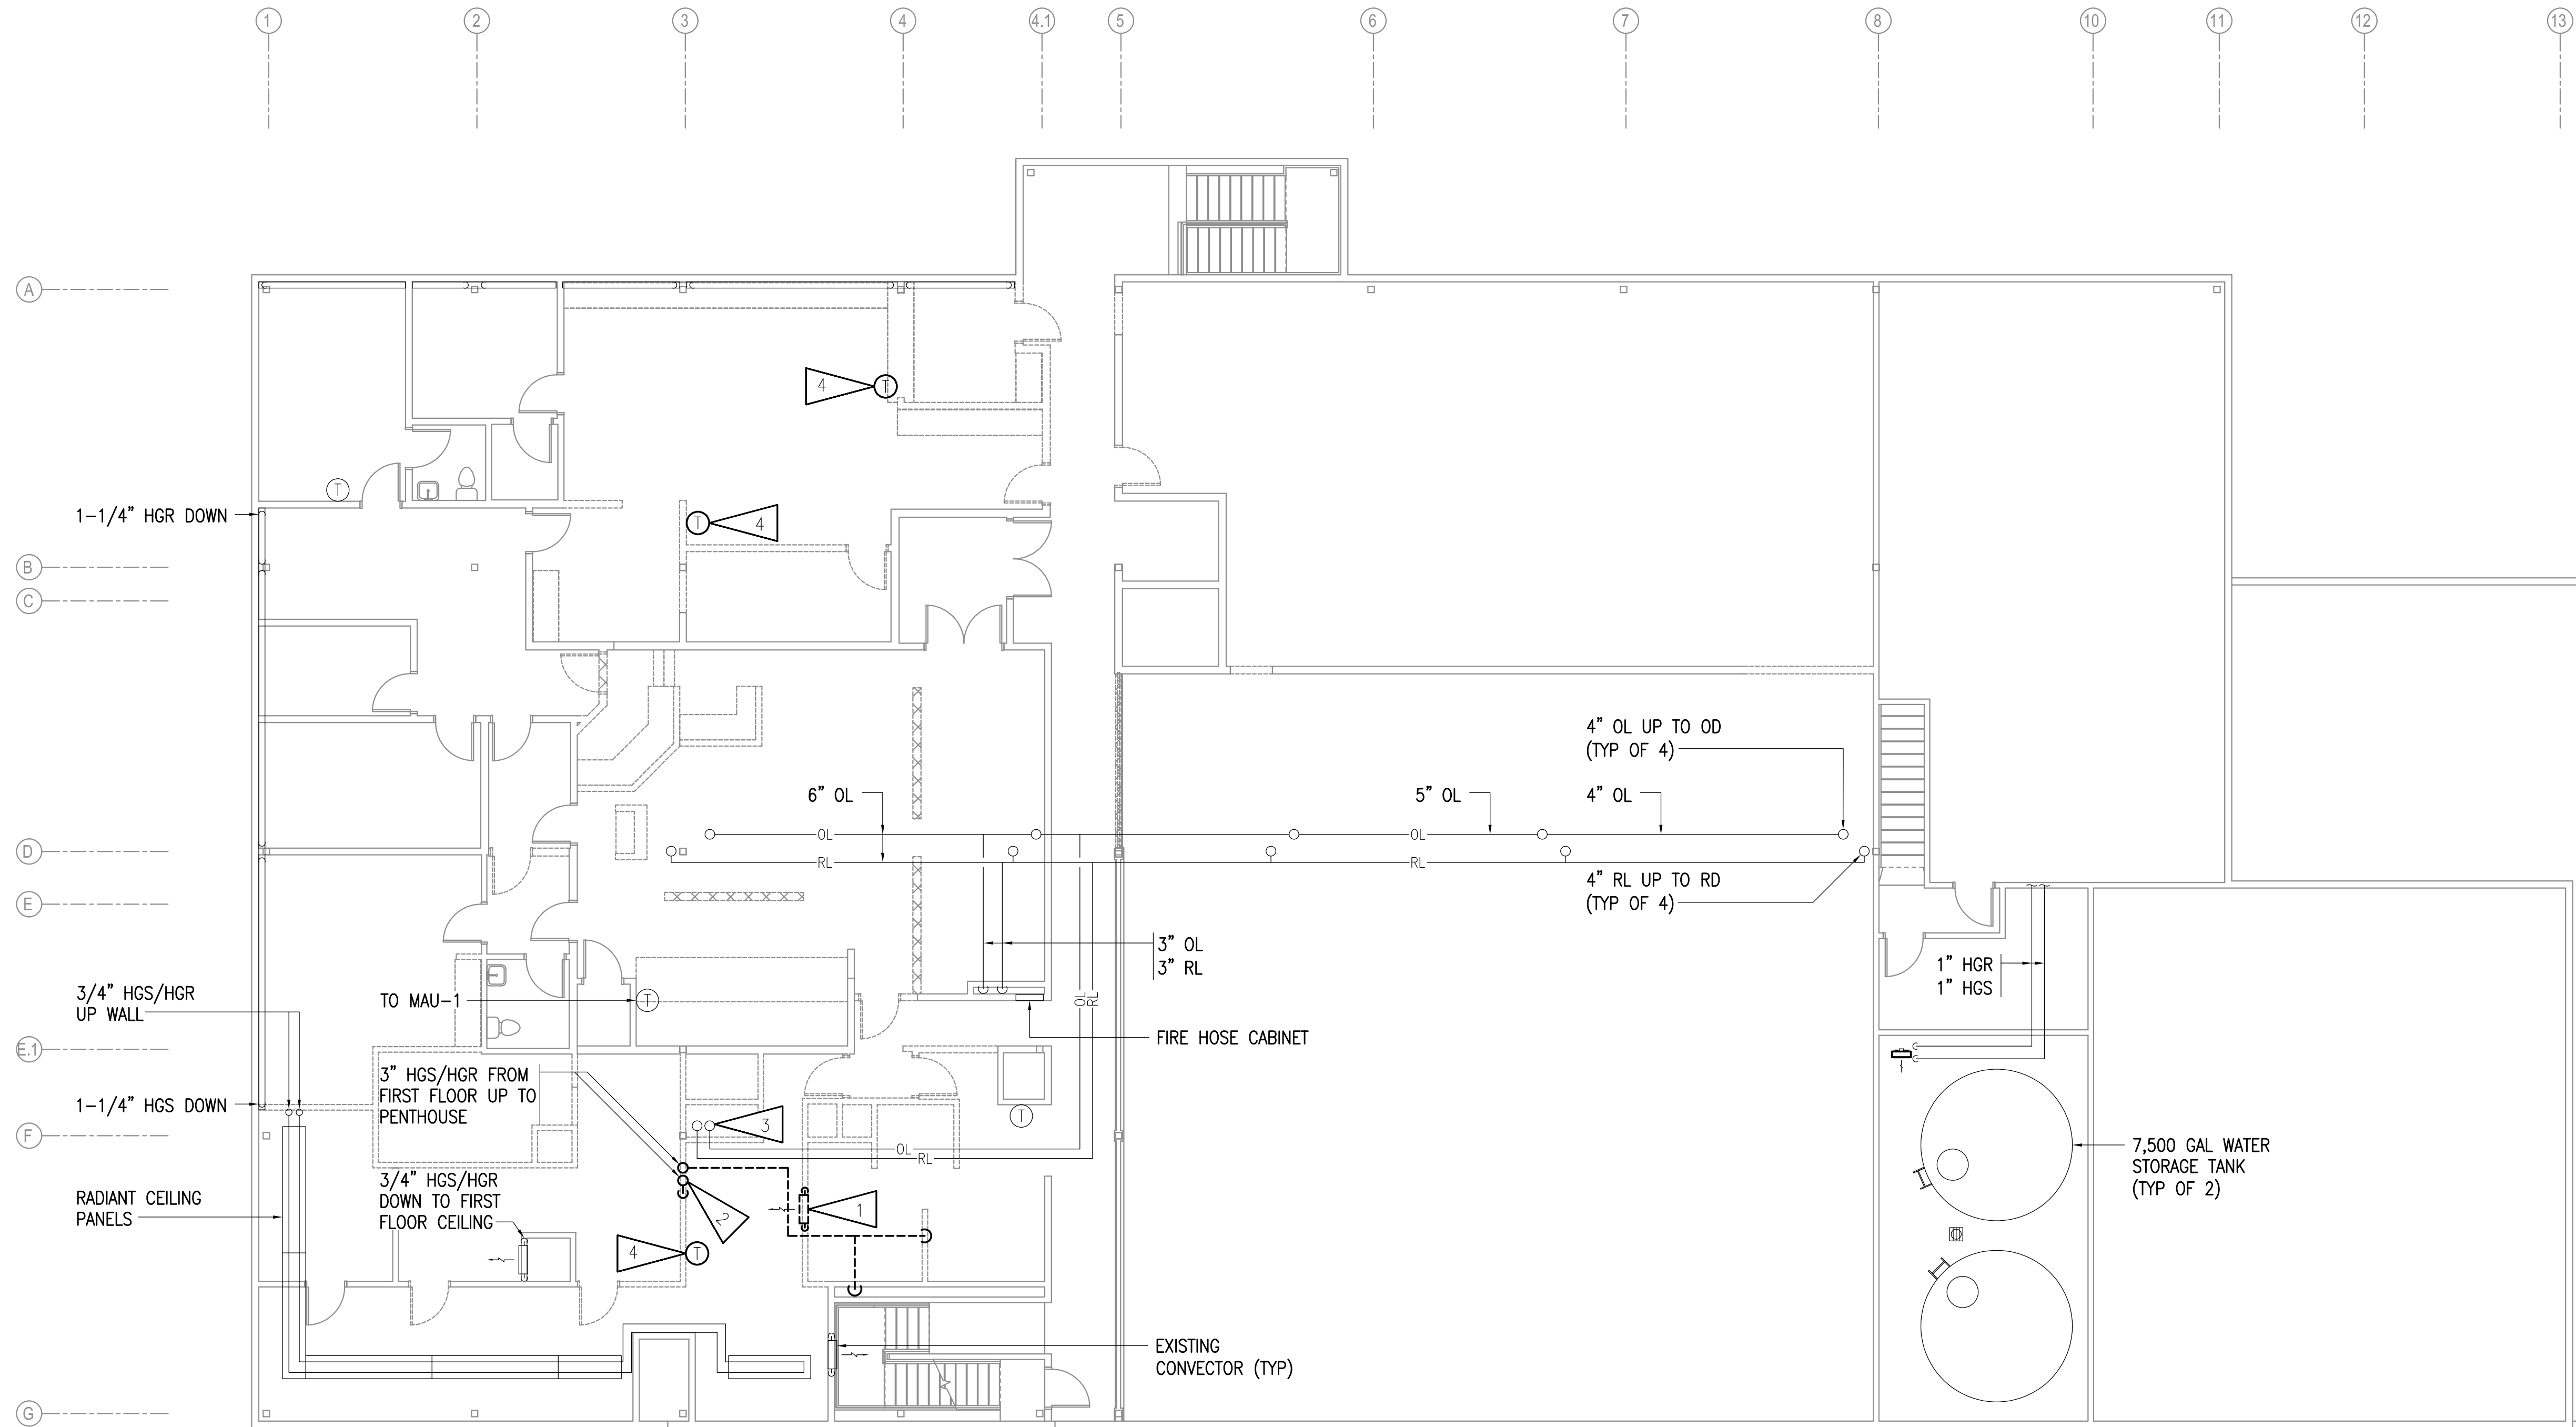 1
2
3
4
4.1
5
6
7
8
10
11
12
13
A
4
T
T
1-1/4" HGR DOWN
T
4
B
C
4" OL UP TO OD
(TYP OF 4)
6" OL
5" OL
4" OL
OL
OL
D
RL
RL
4" RL UP TO RD
(TYP OF 4)
E
3" OL
3" RL
1" HGR
1" HGS
3/4" HGS/HGR
UP WALL
TO MAU-1
T
OL
RL
FIRE HOSE CABINET
E.1
3" HGS/HGR FROM
FIRST FLOOR UP TO
PENTHOUSE
1-1/4" HGS DOWN
T
3
F
OL
RL
7,500 GAL WATER
STORAGE TANK
(TYP OF 2)
3/4" HGS/HGR
DOWN TO FIRST
FLOOR CEILING
RADIANT CEILING
PANELS
2
1
4
T
EXISTING
CONVECTOR (TYP)
G